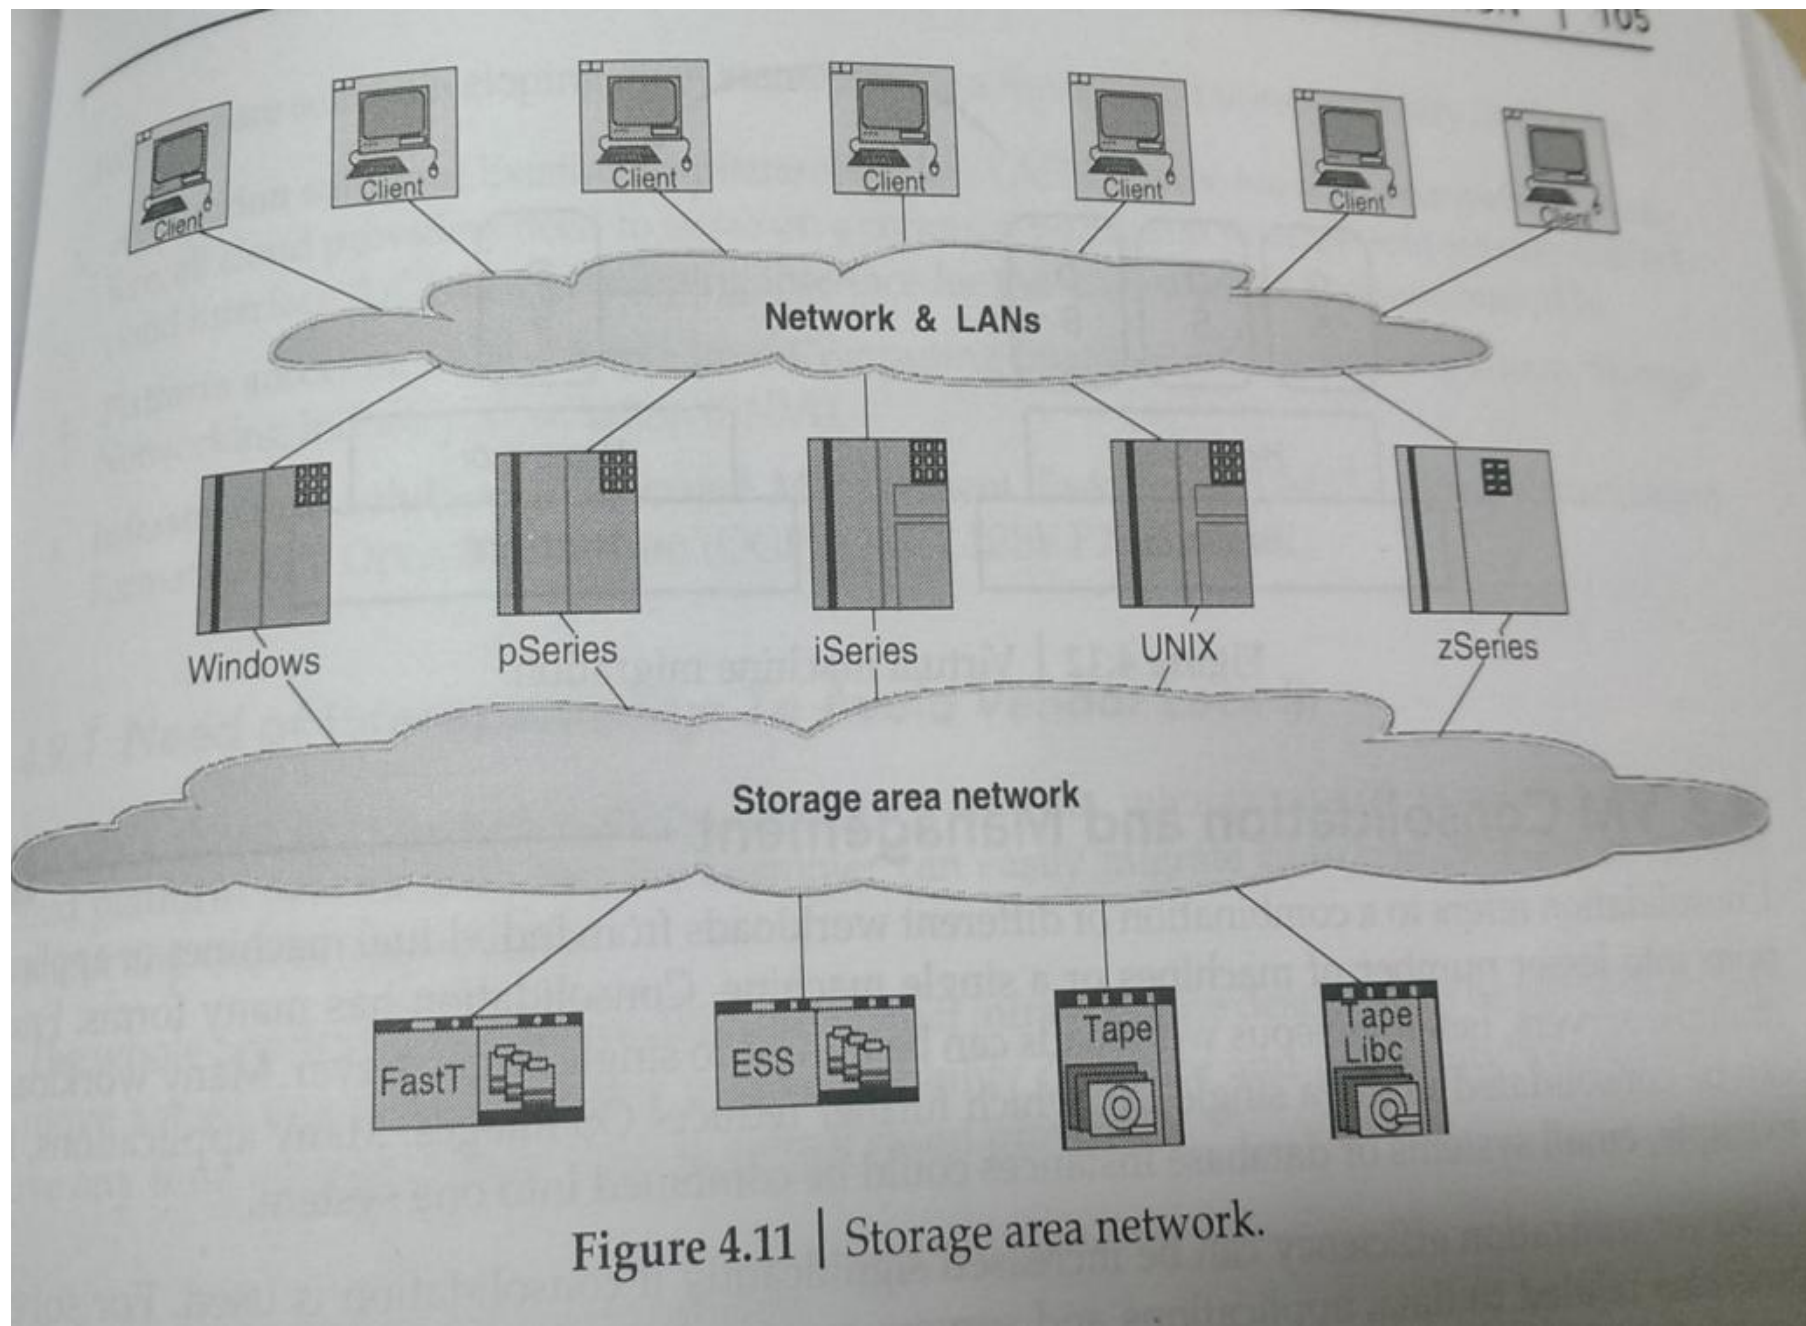 105
Client Client Client Client Client Client Client
Network & LANs
Windows pSeries iSeries UNIX zSeries
Storage area network
FastT ESS Tape Tape
Libc
Figure 4.11 | Storage area network.